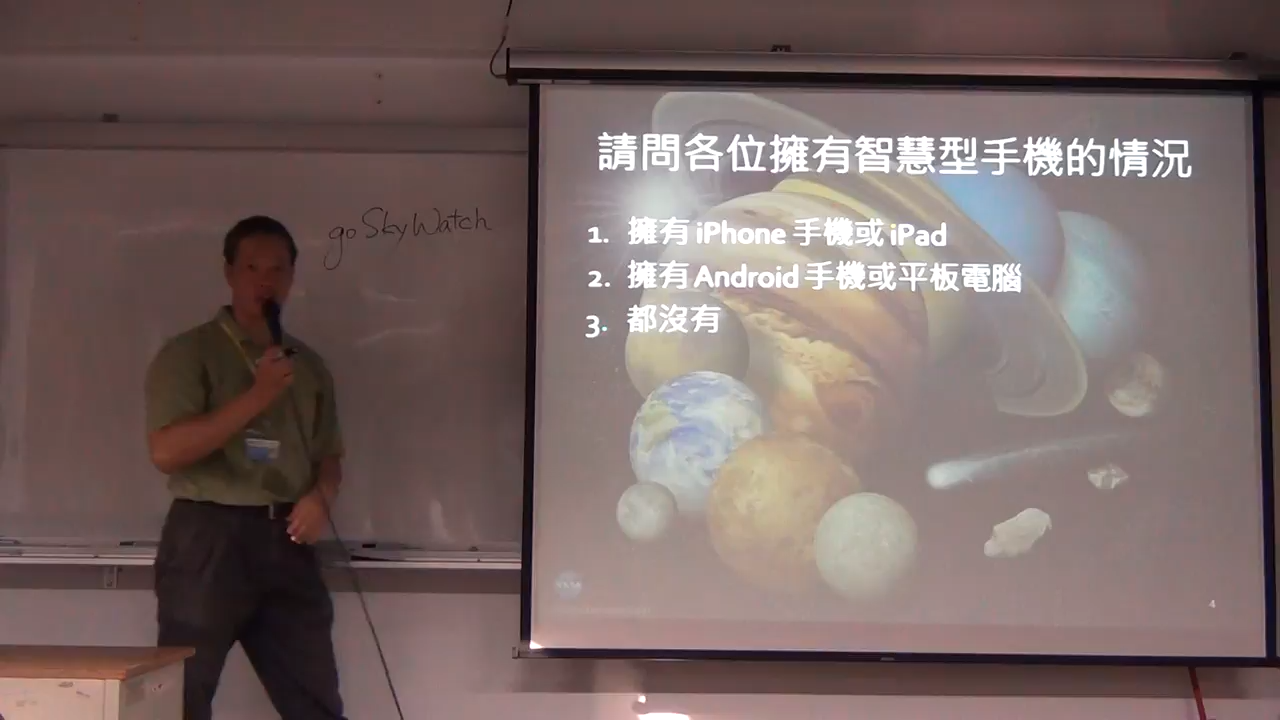 goSkyWatch
請問各位擁有智慧型手機的情況
1. 擁有 iPhone 手機或 iPad
2. 擁有 Android 手機或平板電腦
3. 都沒有
4